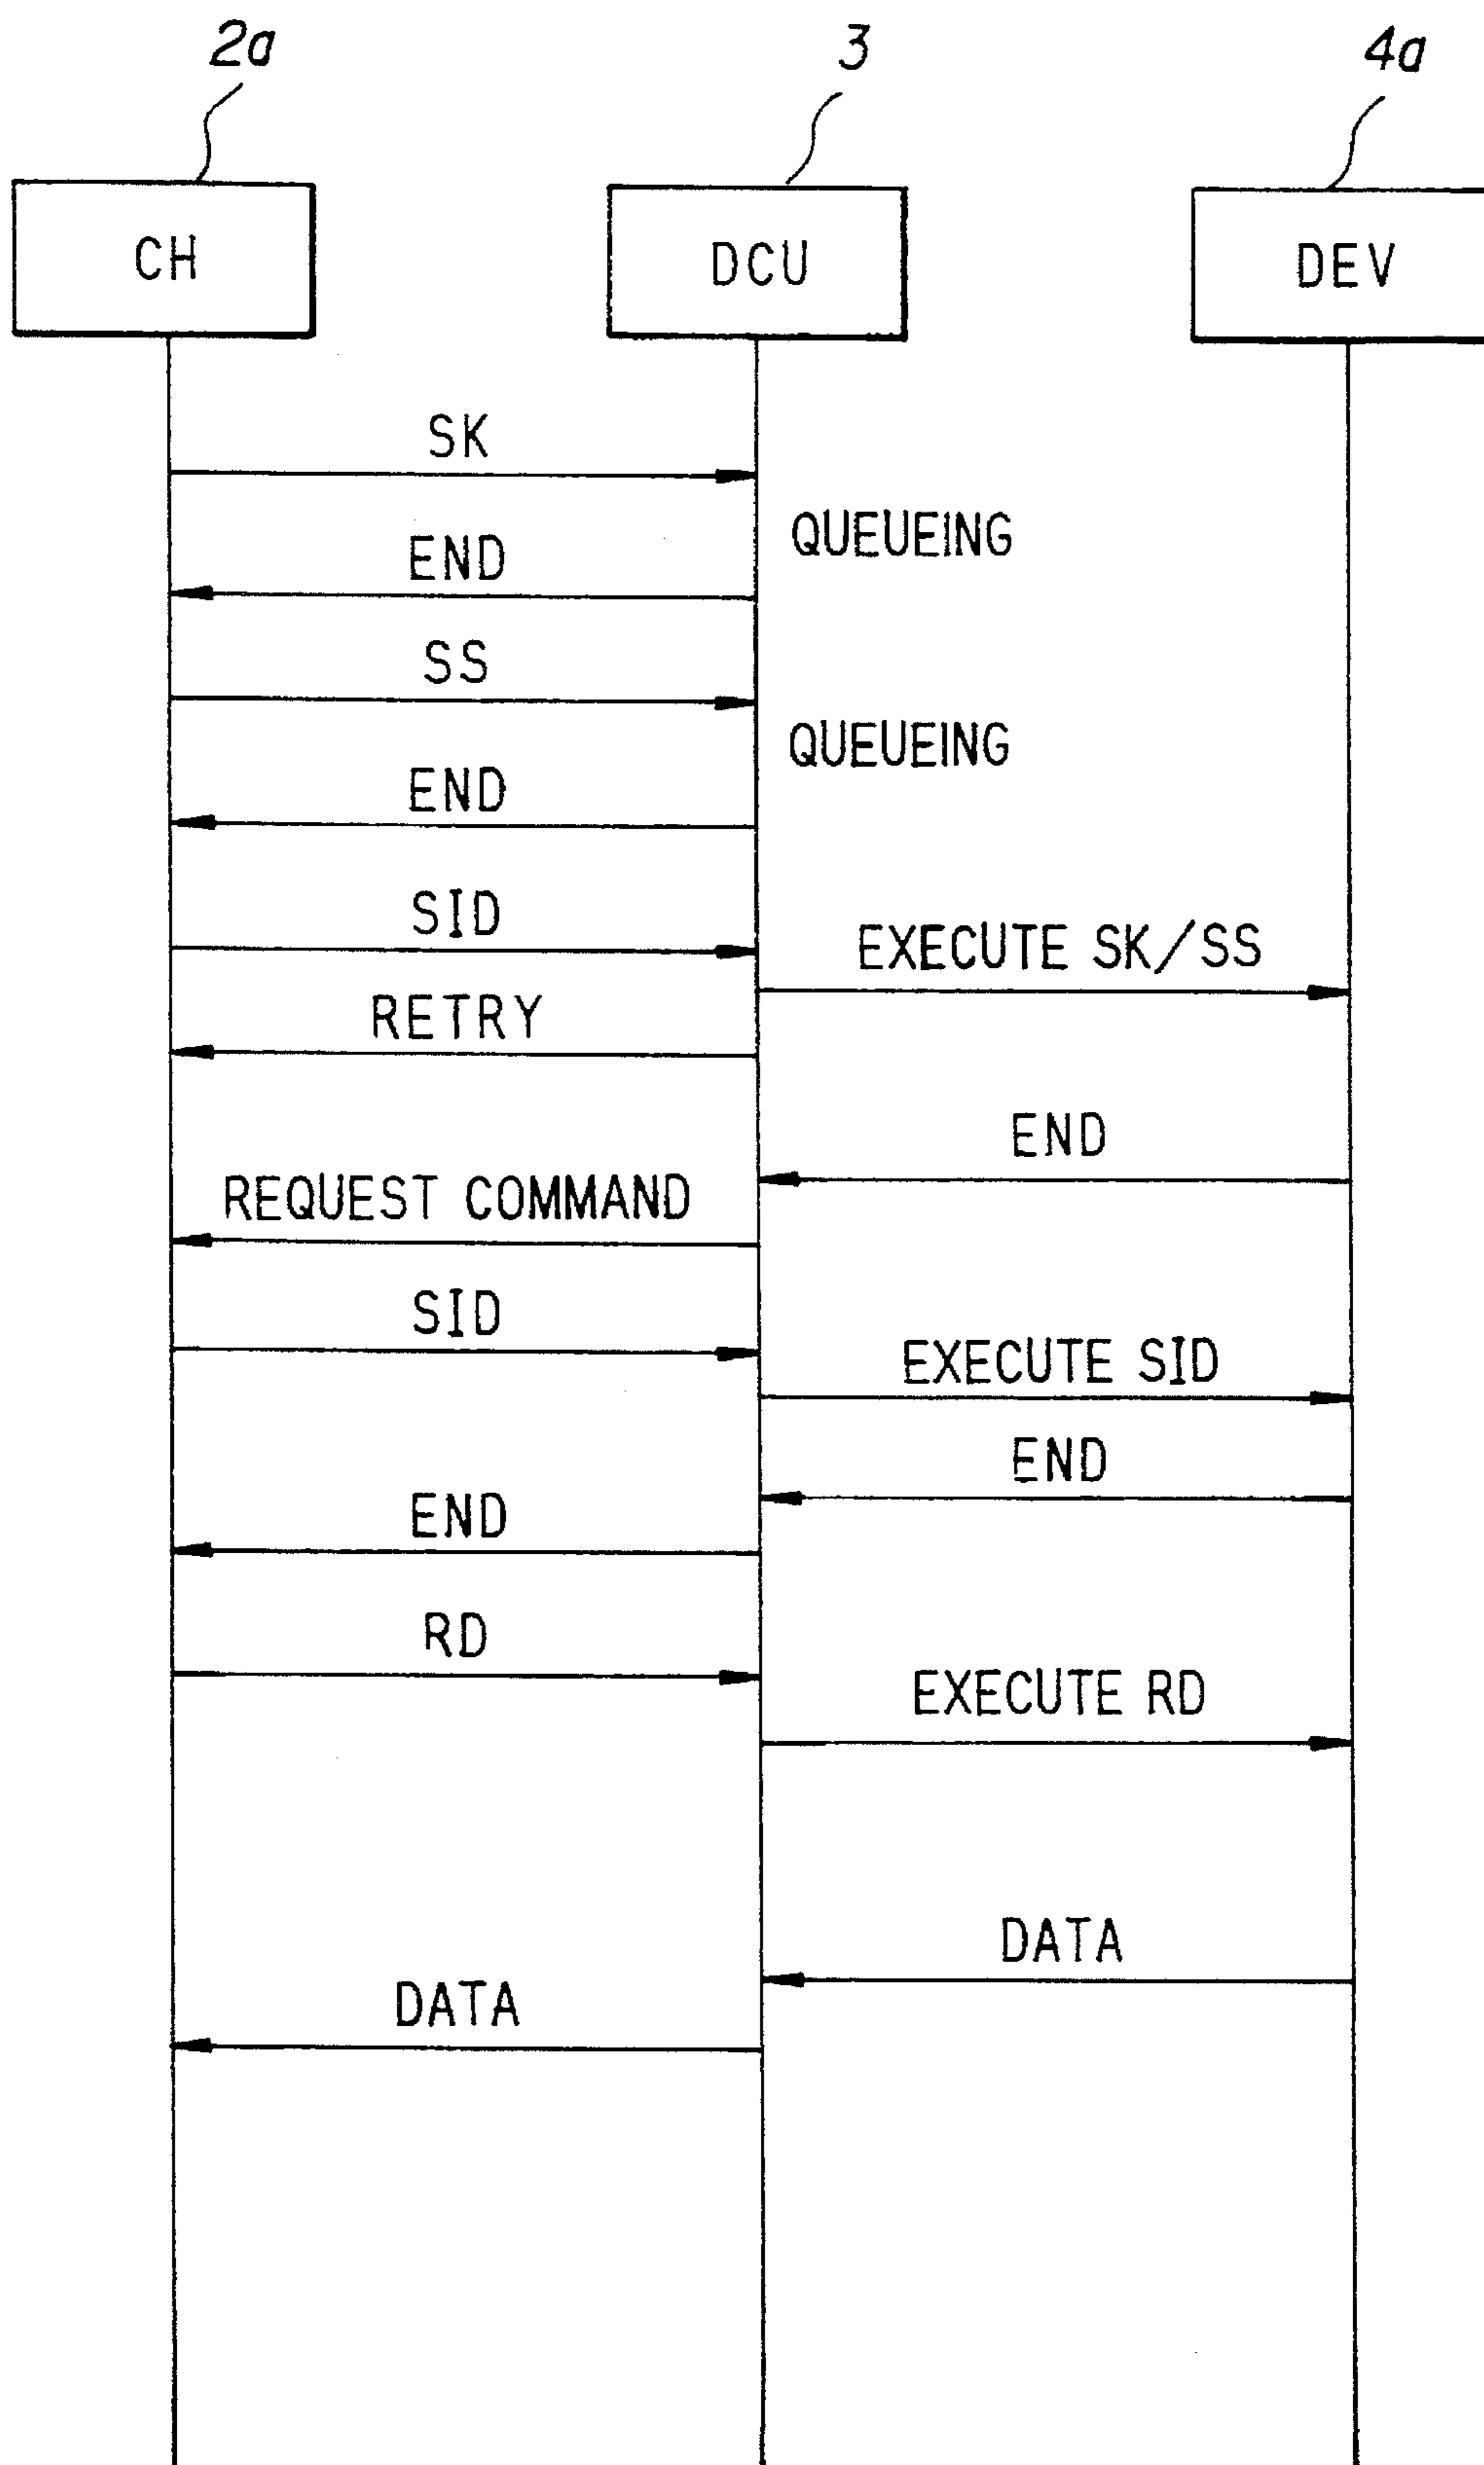 2a
3
4a
CH
DCU
DEV
SK
QUEUEING
END
SS
QUEUEING
END
SID
EXECUTE SK/SS
RETRY
END
REQUEST COMMAND
SID
EXECUTE SID
END
END
RD
EXECUTE RD
DATA
DATA